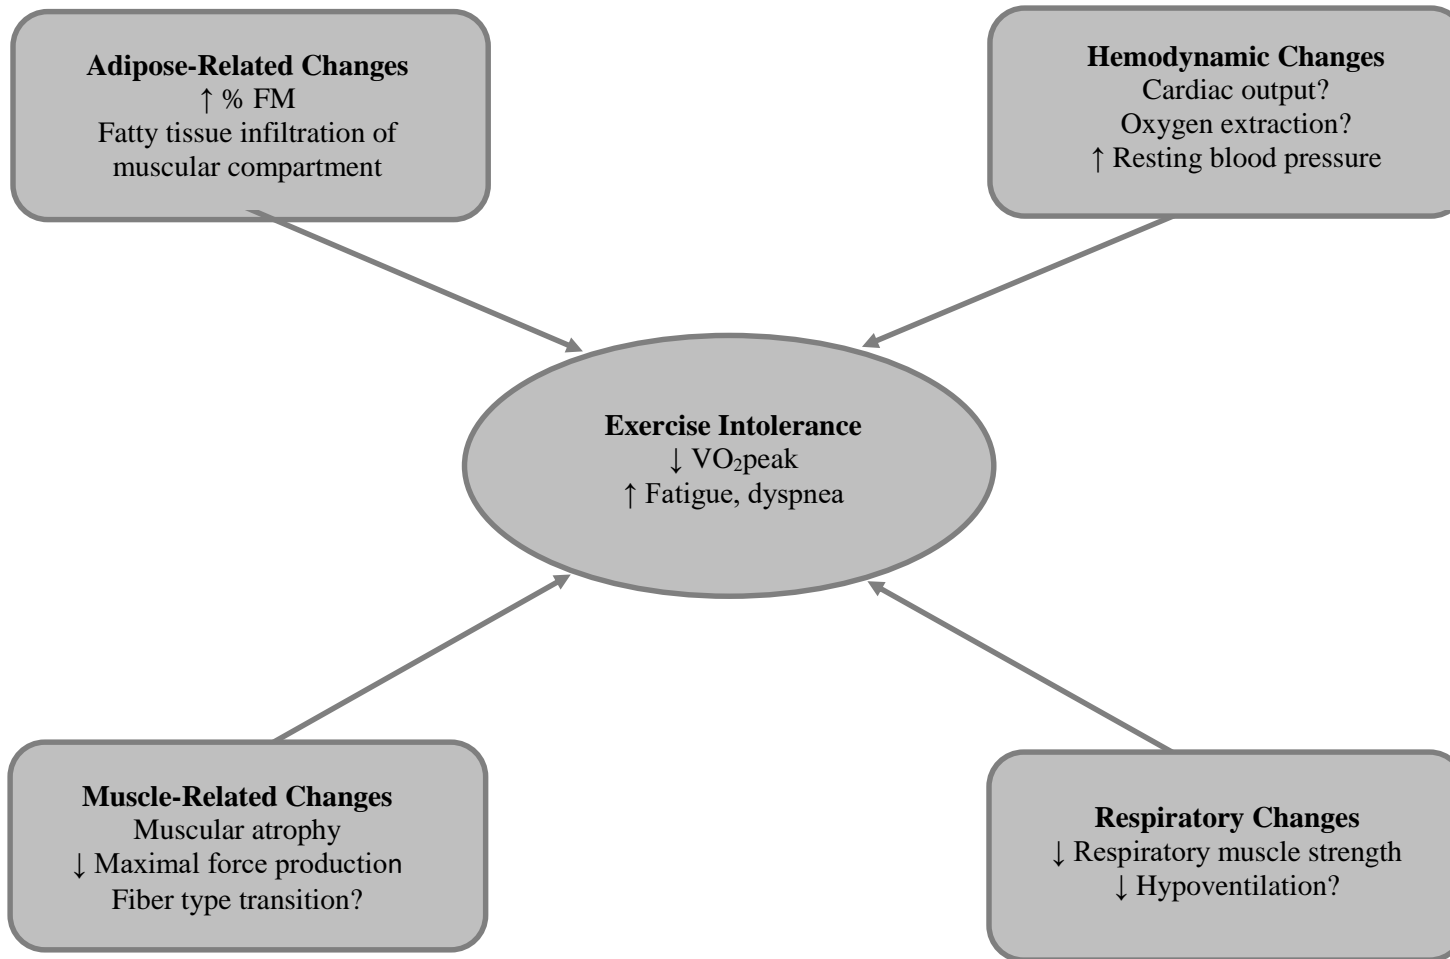 Adipose-Related Changes
↑ % FM
Fatty tissue infiltration of
muscular compartment
Hemodynamic Changes
Cardiac output?
Oxygen extraction?
↑ Resting blood pressure
Exercise Intolerance
↓ VO₂peak
↑ Fatigue, dyspnea
Muscle-Related Changes
Muscular atrophy
↓ Maximal force production
Fiber type transition?
Respiratory Changes
↓ Respiratory muscle strength
↓ Hypoventilation?